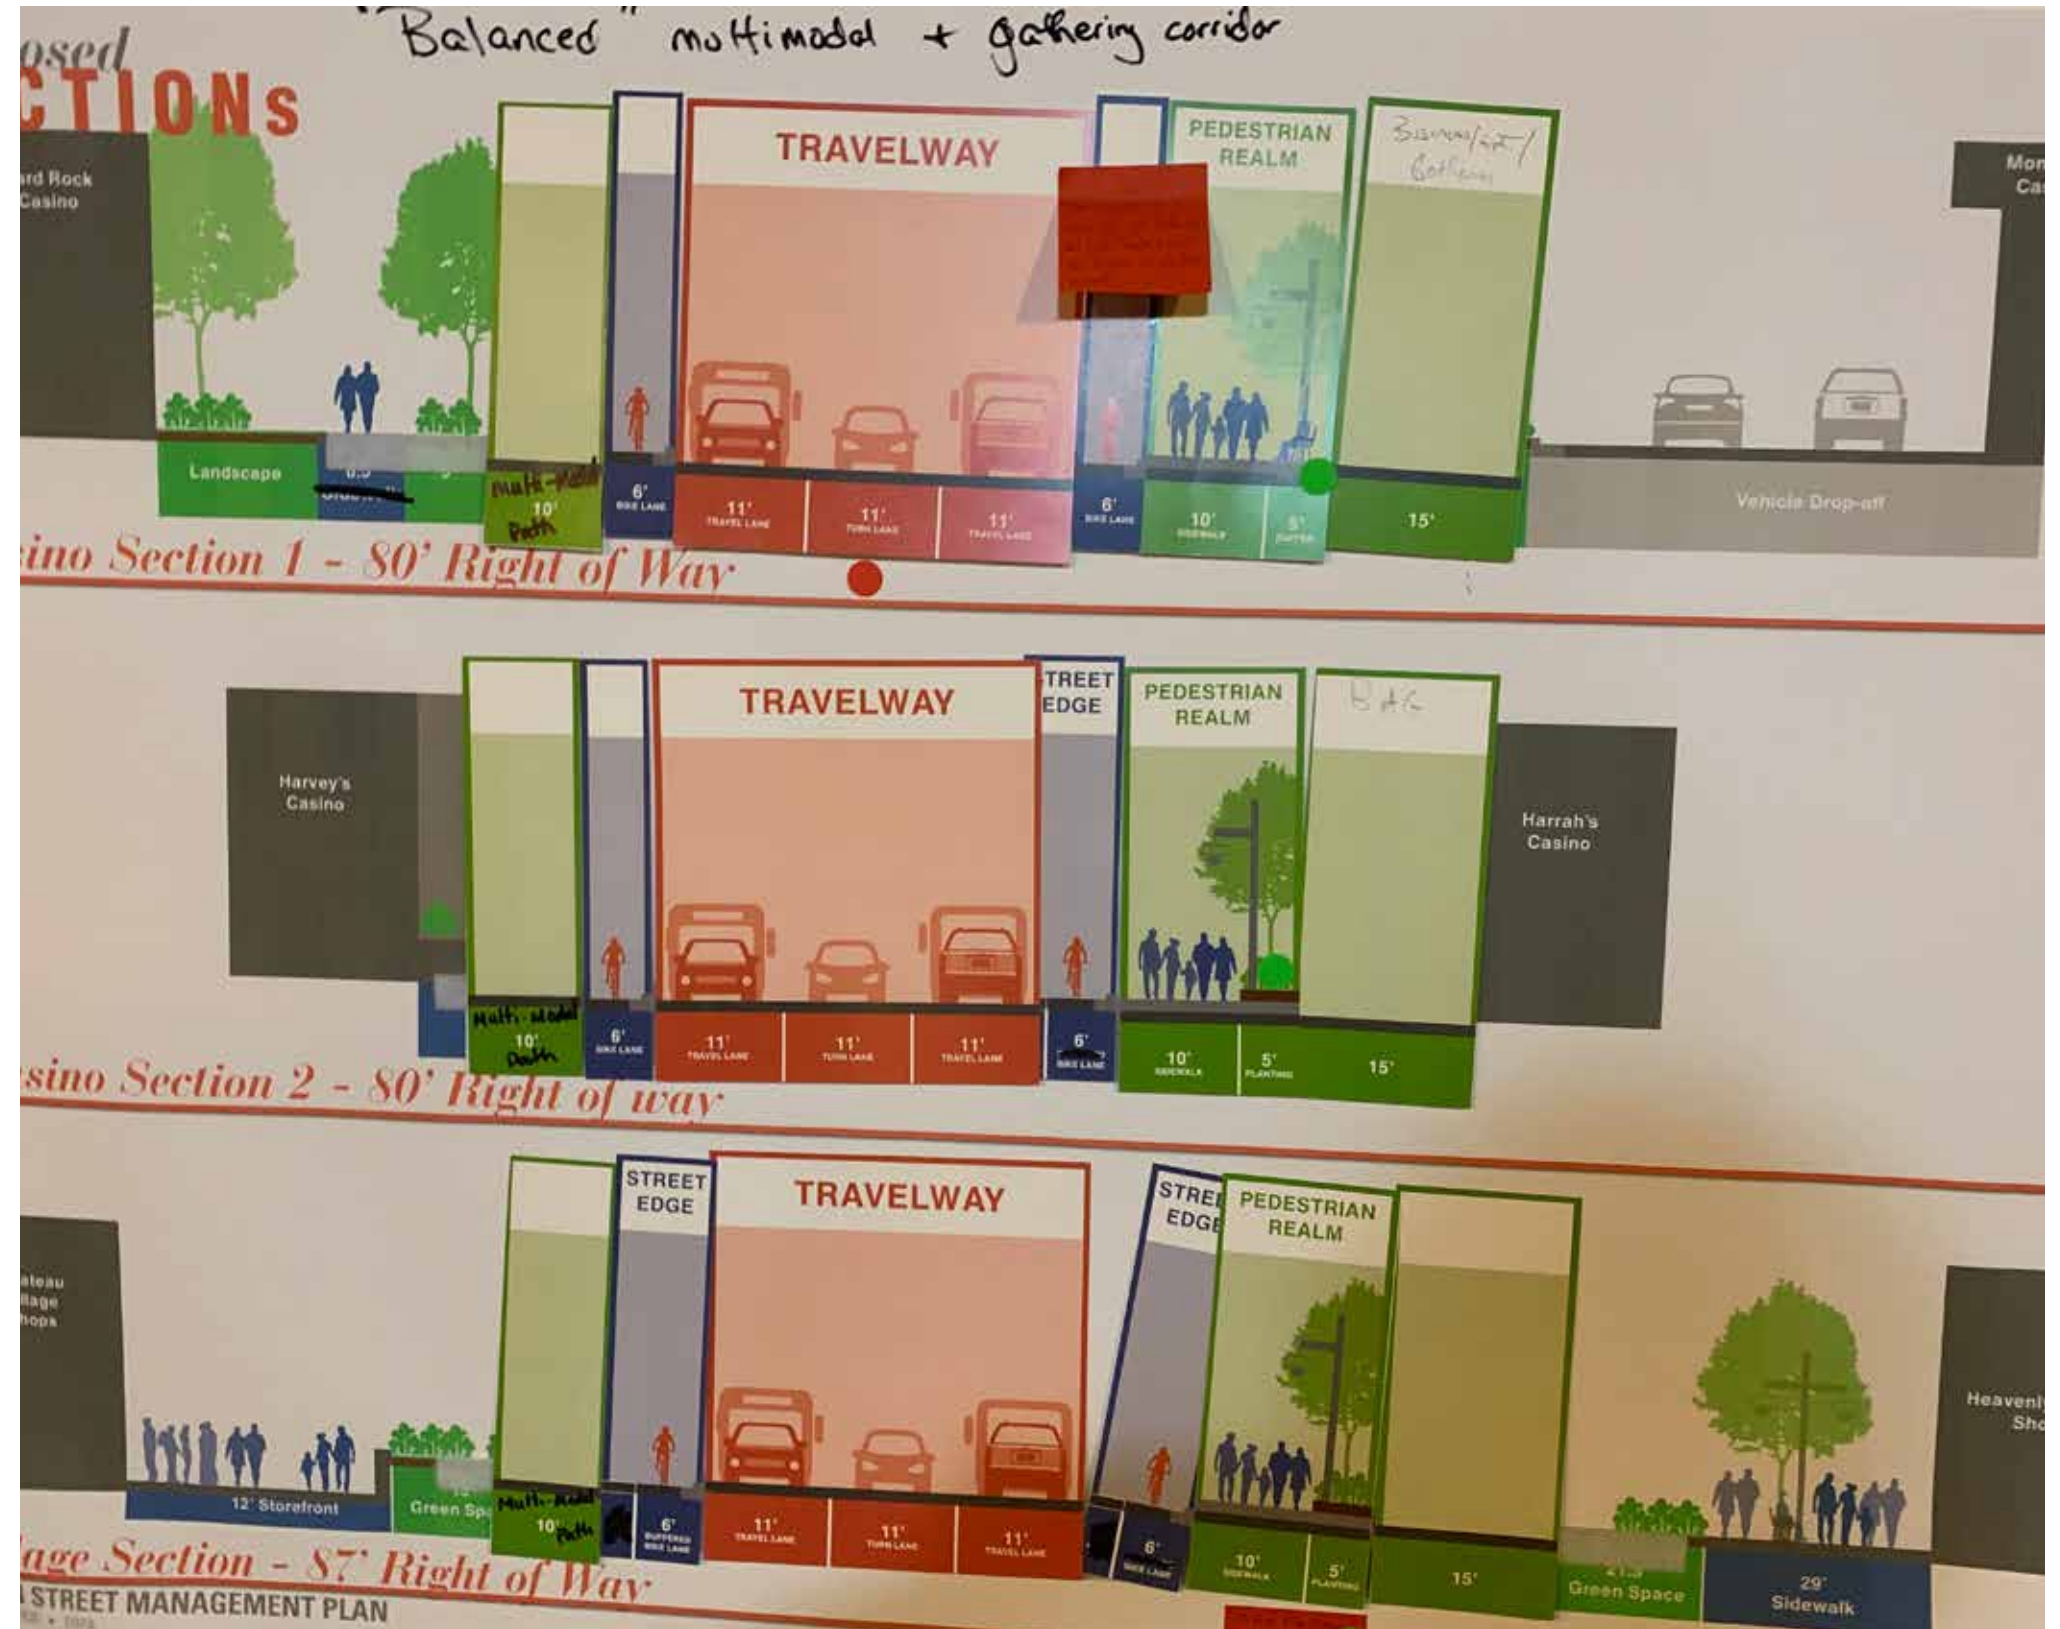 "Balanced" multimodal + gathering corridor
osed
CTIONs
TRAVELWAY
PEDESTRIAN
REALM
ard Rock
Casino
Mon
Cas
Landscape
Multi-Modal
10'
Path
6'
BIKE LANE
11'
TRAVEL LANE
11'
TURN LANE
11'
TRAVEL LANE
6'
BIKE LANE
10'
SIDEWALK
5'
15'
Vehicle Drop-off
sino Section 1 - 80' Right of Way
TRAVELWAY
TREET
EDGE
PEDESTRIAN
REALM
Harvey's
Casino
Harrah's
Casino
Multi-Modal
10'
Path
6'
BIKE LANE
11'
TRAVEL LANE
11'
TURN LANE
11'
TRAVEL LANE
6'
BIKE LANE
10'
SIDEWALK
5'
PLANTING
15'
sino Section 2 - 80' Right of way
STREET
EDGE
TRAVELWAY
STREE
EDGE
PEDESTRIAN
REALM
ateau
llage
hops
Heavenly
Sho
12' Storefront
Green Spa
Multi-Modal
10'
Path
6'
BUFFERED
BIKE LANE
11'
TRAVEL LANE
11'
TURN LANE
11'
TRAVEL LANE
6'
BIKE LANE
10'
SIDEWALK
5'
PLANTING
15'
Green Space
29'
Sidewalk
lage Section - 87' Right of Way
STREET MANAGEMENT PLAN